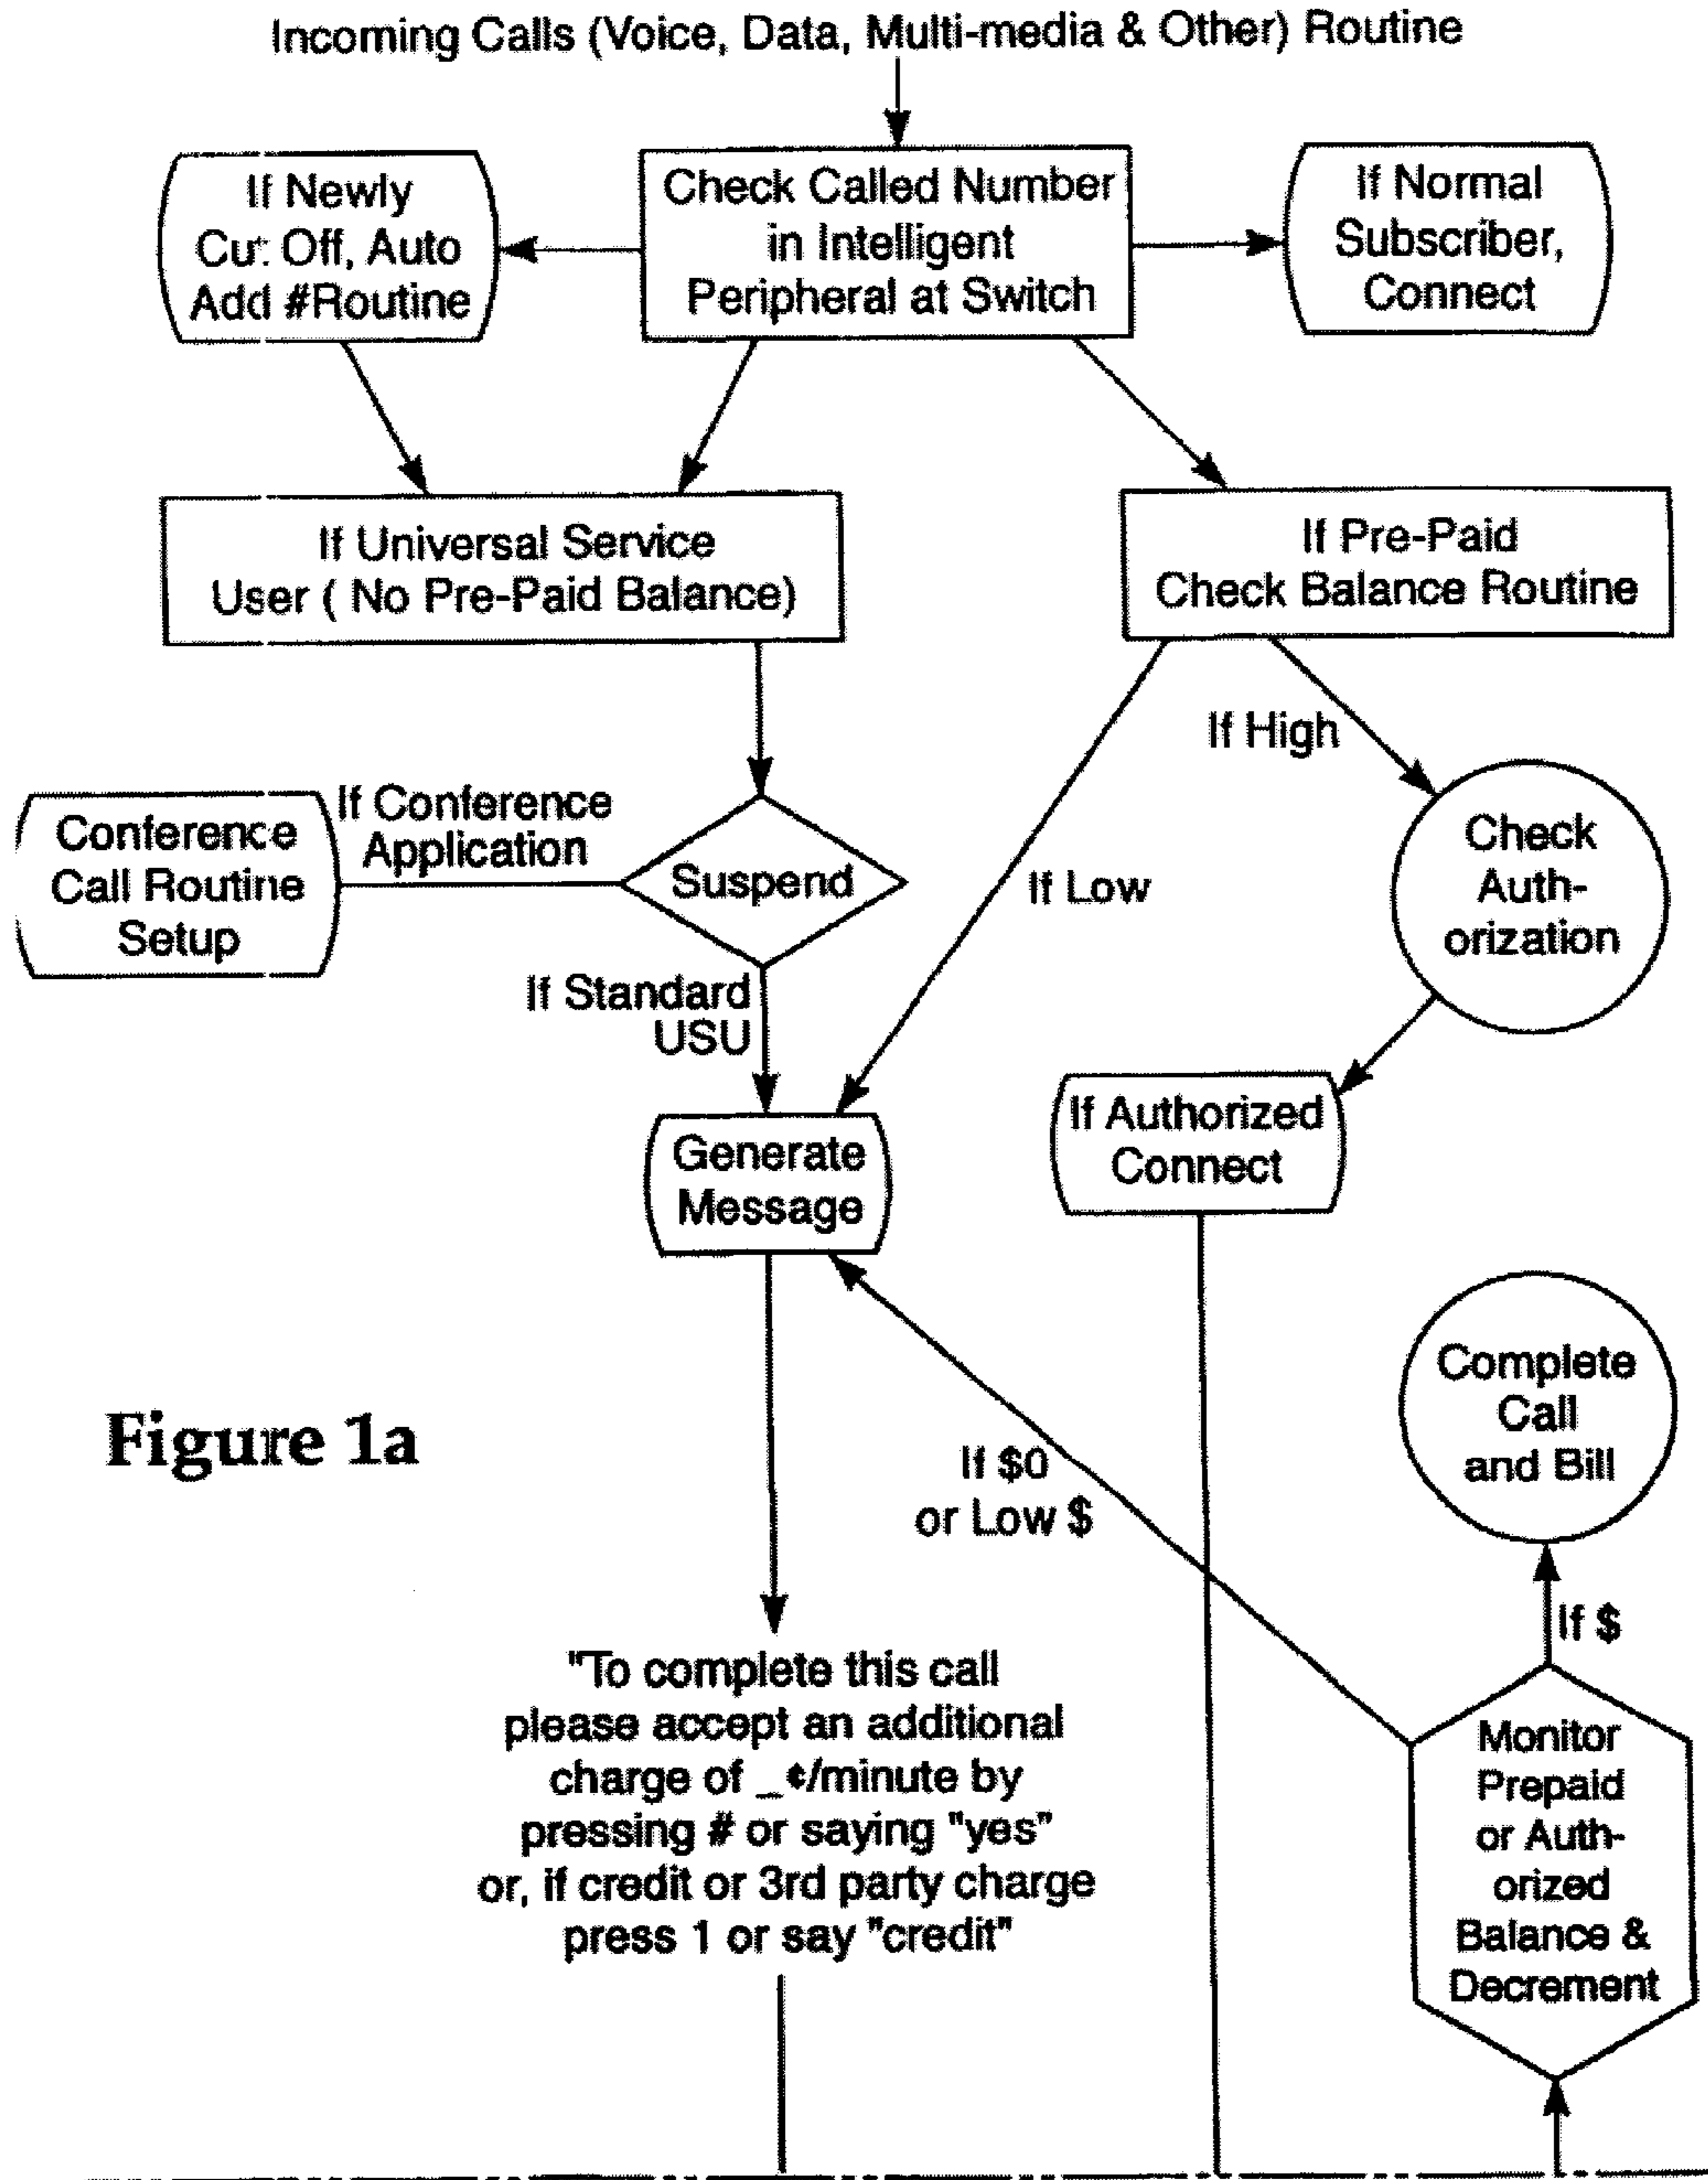 Incoming Calls (Voice, Data, Multi-media & Other) Routine
If Newly
Cut Off, Auto
Add #Routine
Check Called Number
in Intelligent
Peripheral at Switch
If Normal
Subscriber,
Connect
If Universal Service
User ( No Pre-Paid Balance)
If Pre-Paid
Check Balance Routine
If High
If Conference
Application
Conference
Call Routine
Setup
Suspend
If Low
Check
Auth-
orization
If Standard
USU
If Authorized
Connect
Generate
Message
Complete
Call
and Bill
Figure 1a
If $0
or Low $
If $
"To complete this call
please accept an additional
charge of _ ¢/minute by
pressing # or saying "yes"
or, if credit or 3rd party charge
press 1 or say "credit"
Monitor
Prepaid
or Auth-
orized
Balance &
Decrement